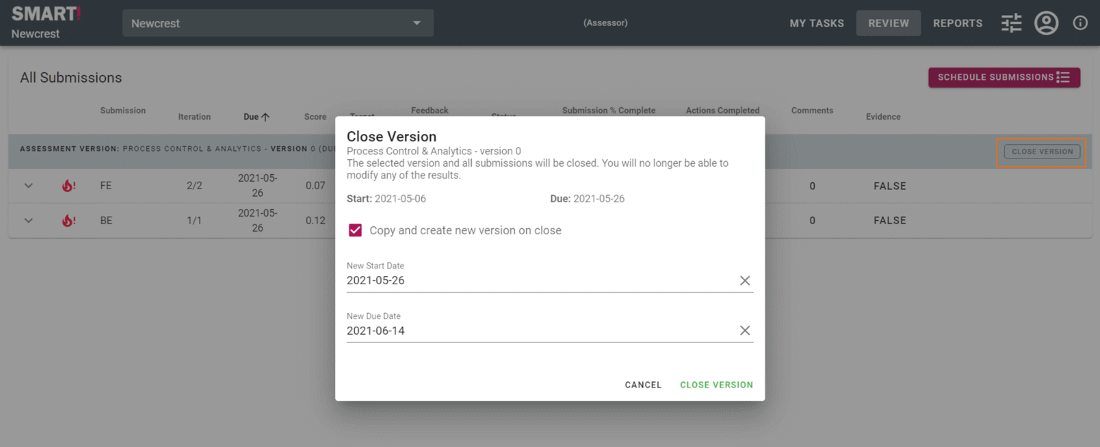 SMART!
Newcrest
Newcrest
(Assessor)
MY TASKS
REVIEW
REPORTS
All Submissions
SCHEDULE SUBMISSIONS
Submission
Iteration
Due
Score
Target
Feedback
Status
Submission % Complete
Actions Completed
Comments
Evidence
ASSESSMENT VERSION: PROCESS CONTROL & ANALYTICS - VERSION 0 (DU
CLOSE VERSION
FE 2/2 2021-05-26 0.07 0 FALSE
BE 1/1 2021-05-26 0.12 0 FALSE
Close Version
Process Control & Analytics - version 0
The selected version and all submissions will be closed. You will no longer be able to
modify any of the results.
Start: 2021-05-06 Due: 2021-05-26
Copy and create new version on close
New Start Date
2021-05-26
New Due Date
2021-06-14
CANCEL CLOSE VERSION